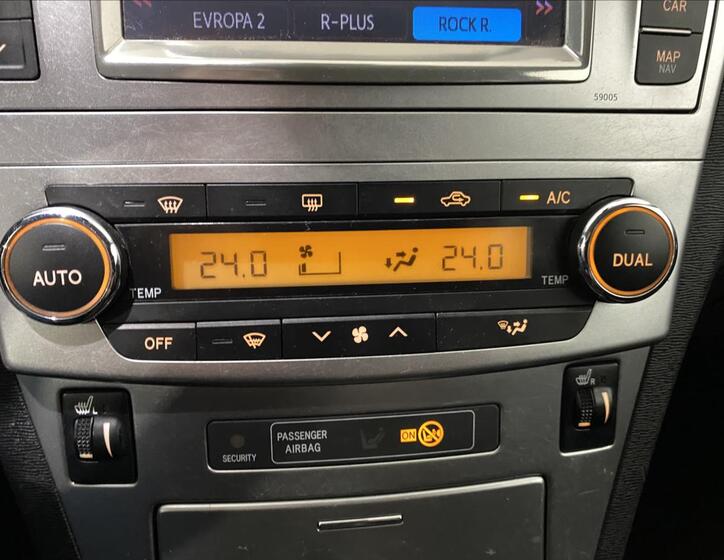 EVROPA 2 R-PLUS ROCK R.
CAR
MAP
NAV
59005
A/C
AUTO
24.0 24.0
DUAL
TEMP TEMP
OFF
L
R
SECURITY
PASSENGER
AIRBAG
ON